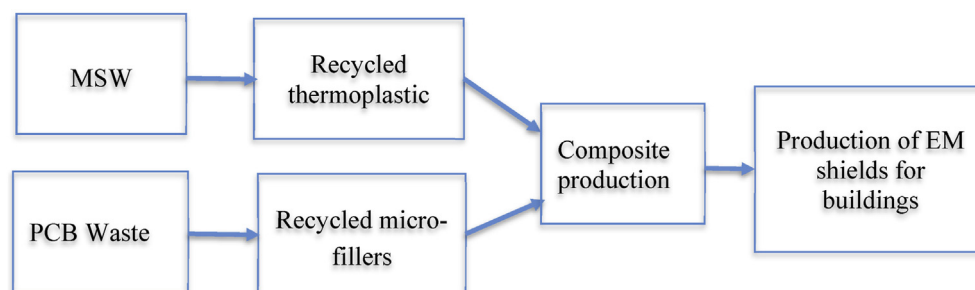 MSW
Recycled
thermoplastic
PCB Waste
Recycled micro-
fillers
Composite
production
Production of EM
shields for
buildings